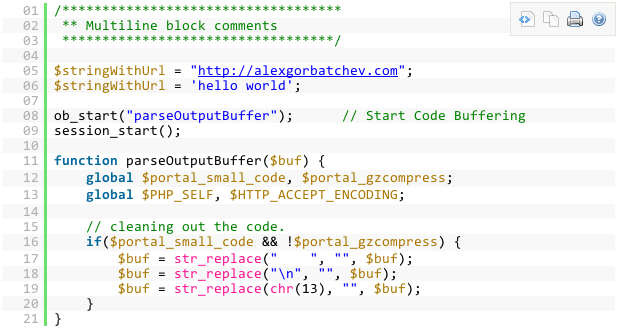 01 /***********************************
02  ** Multiline block comments
03  **********************************/
04
05 $stringWithUrl = "http://alexgorbatchev.com";
06 $stringWithUrl = 'hello world';
07
08 ob_start("parseOutputBuffer");      // Start Code Buffering
09 session_start();
10
11 function parseOutputBuffer($buf) {
12     global $portal_small_code, $portal_gzcompress;
13     global $PHP_SELF, $HTTP_ACCEPT_ENCODING;
14
15     // cleaning out the code.
16     if($portal_small_code && !$portal_gzcompress) {
17         $buf = str_replace("    ", "", $buf);
18         $buf = str_replace("\n", "", $buf);
19         $buf = str_replace(chr(13), "", $buf);
20     }
21 }